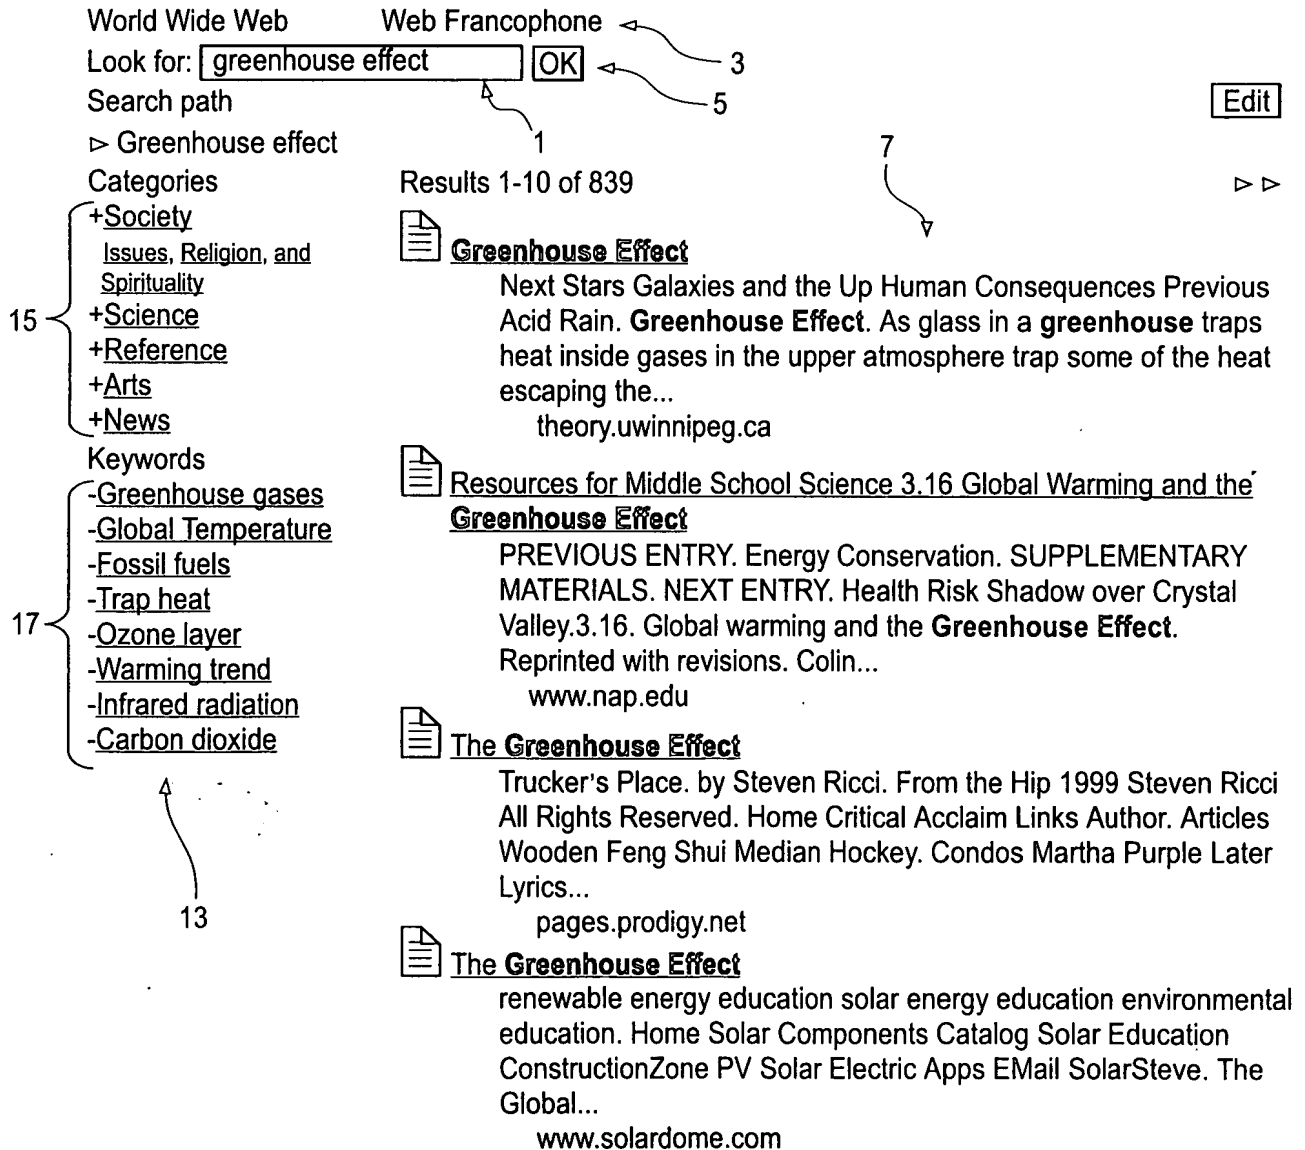 World Wide Web Web Francophone
3
Look for: greenhouse effect OK
5
Search path
Edit
1
▷ Greenhouse effect
7
Categories
Results 1-10 of 839
▷ ▷
15
+Society
Issues, Religion, and
Spirituality
+Science
+Reference
+Arts
+News
Keywords
17
-Greenhouse gases
-Global Temperature
-Fossil fuels
-Trap heat
-Ozone layer
-Warming trend
-Infrared radiation
-Carbon dioxide
13
Greenhouse Effect
Next Stars Galaxies and the Up Human Consequences Previous
Acid Rain. Greenhouse Effect. As glass in a greenhouse traps
heat inside gases in the upper atmosphere trap some of the heat
escaping the...
theory.uwinnipeg.ca
Resources for Middle School Science 3.16 Global Warming and the
Greenhouse Effect
PREVIOUS ENTRY. Energy Conservation. SUPPLEMENTARY
MATERIALS. NEXT ENTRY. Health Risk Shadow over Crystal
Valley.3.16. Global warming and the Greenhouse Effect.
Reprinted with revisions. Colin...
www.nap.edu
The Greenhouse Effect
Trucker's Place. by Steven Ricci. From the Hip 1999 Steven Ricci
All Rights Reserved. Home Critical Acclaim Links Author. Articles
Wooden Feng Shui Median Hockey. Condos Martha Purple Later
Lyrics...
pages.prodigy.net
The Greenhouse Effect
renewable energy education solar energy education environmental
education. Home Solar Components Catalog Solar Education
ConstructionZone PV Solar Electric Apps EMail SolarSteve. The
Global...
www.solardome.com